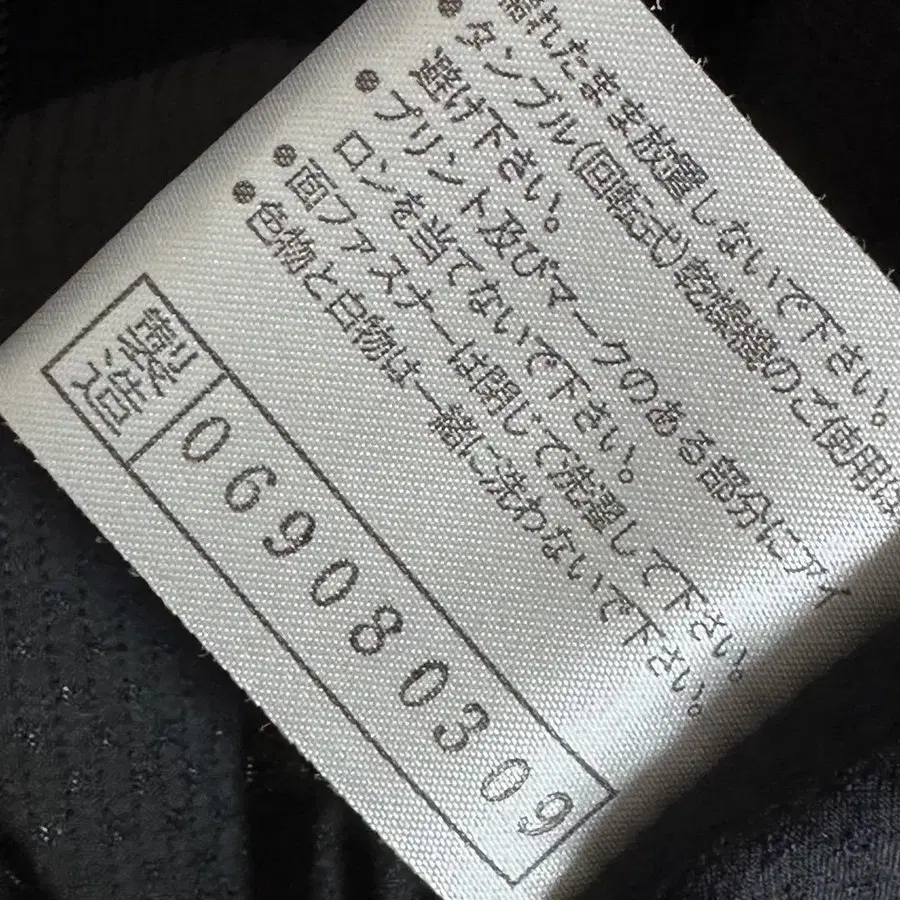 濡れたまま放置しないで下さい。
●タンブル(回転式)乾燥機のご使用は
避け下さい。
●プリント及びマークのある部分にアイ
ロンを当てないで下さい。
●面ファスナーは閉じて洗濯して下さい。
●色物と白物は一緒に洗わないで下さい。
製造 069080309